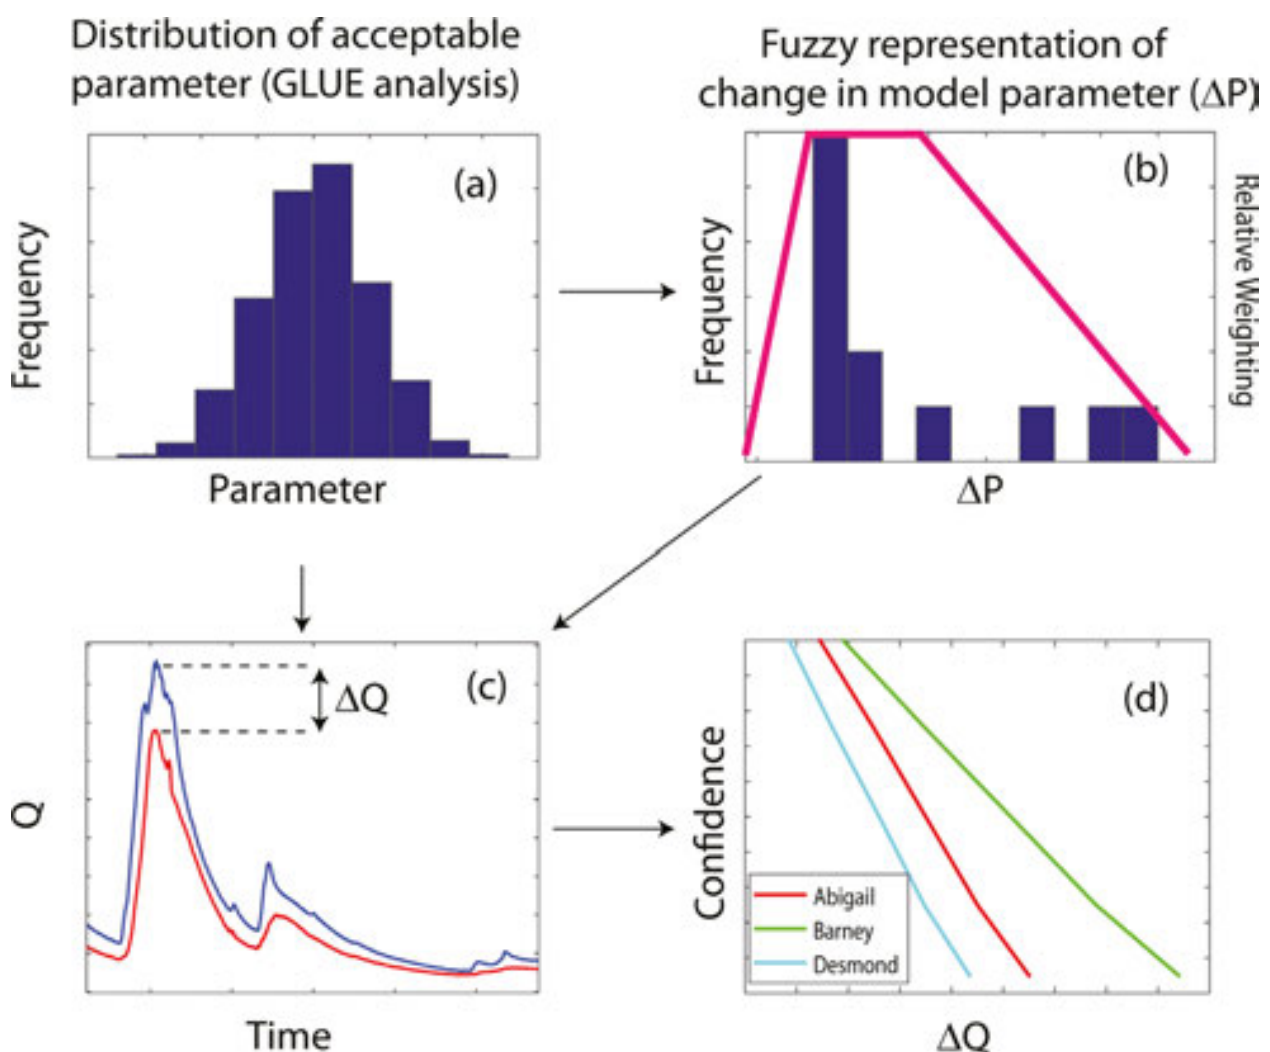 Distribution of acceptable
parameter (GLUE analysis)
Fuzzy representation of
change in model parameter (ΔP)
(a)
Frequency
Parameter
(b)
Frequency
Relative Weighting
ΔP
(c)
ΔQ
Q
Time
(d)
Confidence
Abigail
Barney
Desmond
ΔQ